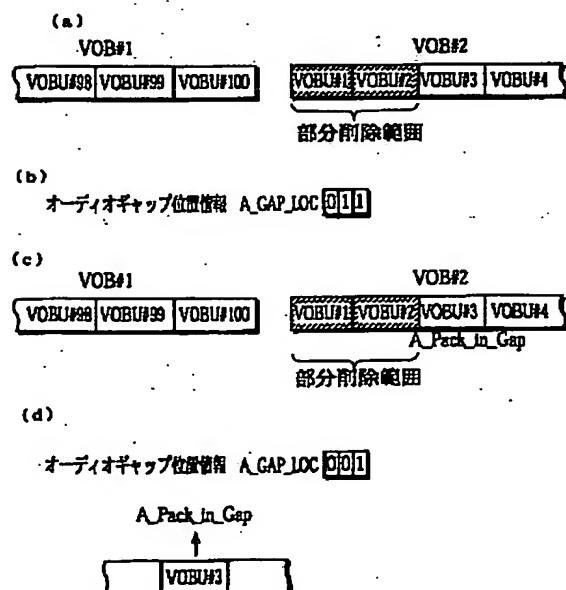 (a)
VOB#1 VOB#2
VOBU#98 VOBU#99 VOBU#100 VOBU#1 VOBU#2 VOBU#3 VOBU#4
部分削除範囲
(b)
オーディオギャップ位置情報 A_GAP_LOC 0 1 1
(c)
VOB#1 VOB#2
VOBU#98 VOBU#99 VOBU#100 VOBU#1 VOBU#2 VOBU#3 VOBU#4
A_Pack_in_Gap
部分削除範囲
(d)
オーディオギャップ位置情報 A_GAP_LOC 0 0 1
A_Pack_in_Gap
VOBU#3